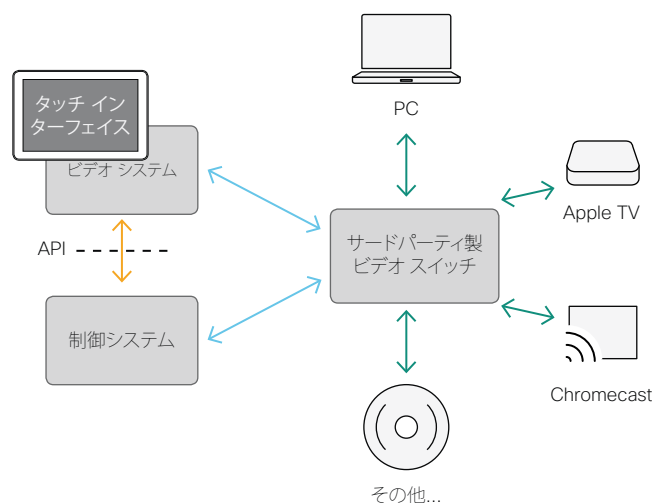 PC
タッチ イン
ターフェイス
ビデオ システム
Apple TV
API
サードパーティ製
ビデオ スイッチ
制御システム
Chromecast
その他...